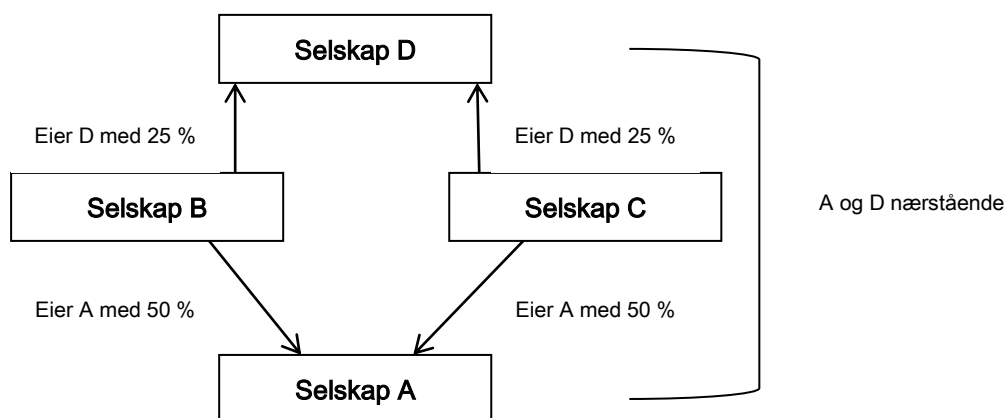 Selskap D
Eier D med 25 %
Eier D med 25 %
Selskap B
Selskap C
A og D nærstående
Eier A med 50 %
Eier A med 50 %
Selskap A